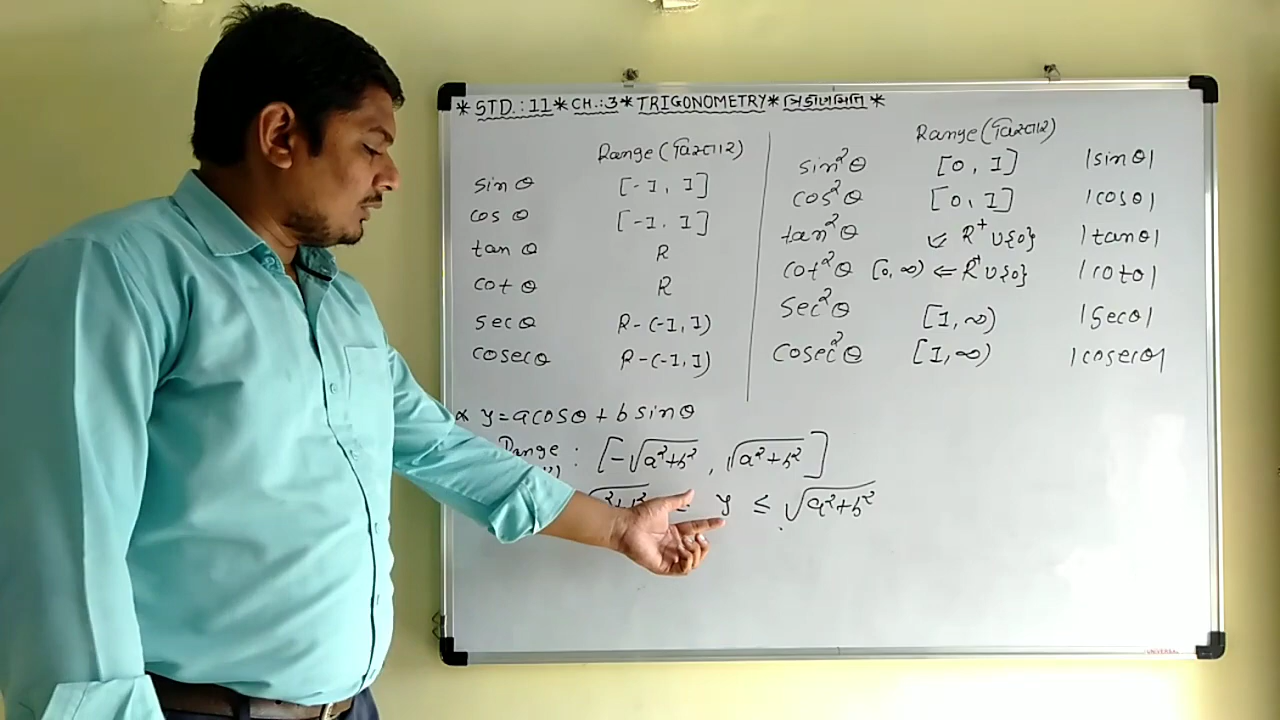 * STD.:11 * CH.:3 * TRIGONOMETRY * ત્રિકોણમિતિ *
Range (વિસ્તાર)
sin θ [-1, 1]
cos θ [-1, 1]
tan θ R
cot θ R
sec θ R-(-1,1)
cosec θ R-(-1,1)
Range (વિસ્તાર)
sin²θ [0, 1] |sin θ|
cos²θ [0, 1] |cos θ|
tan²θ R⁺∪{0} |tan θ|
cot²θ [0, ∞) ⇐ R⁺∪{0} |cot θ|
sec²θ [1, ∞) |sec θ|
cosec²θ [1, ∞) |cosec θ|
* y = a cos θ + b sin θ
Range : [-√a²+b² , √a²+b²]
y ≤ √a²+b²